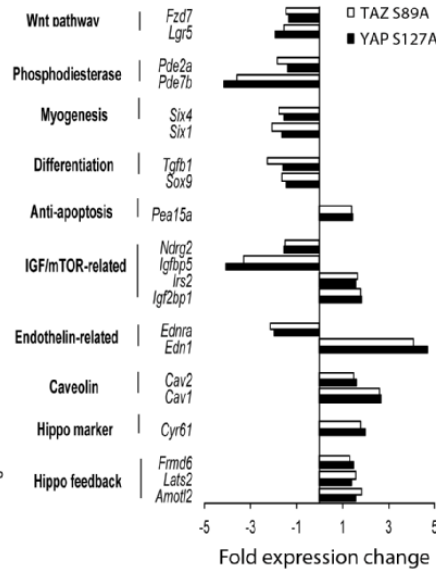 TAZ S89A
YAP S127A
Wnt pathway
Fzd7
Lgr5
Phosphodiesterase
Pde2a
Pde7b
Myogenesis
Six4
Six1
Differentiation
Tgfb1
Sox9
Anti-apoptosis
Pea15a
IGF/mTOR-related
Ndrg2
Igfbp5
Irs2
Igf2bp1
Endothelin-related
Ednra
Edn1
Caveolin
Cav2
Cav1
Hippo marker
Cyr61
Hippo feedback
Frmd6
Lats2
Amotl2
-5 -3 -1 1 3 5
Fold expression change